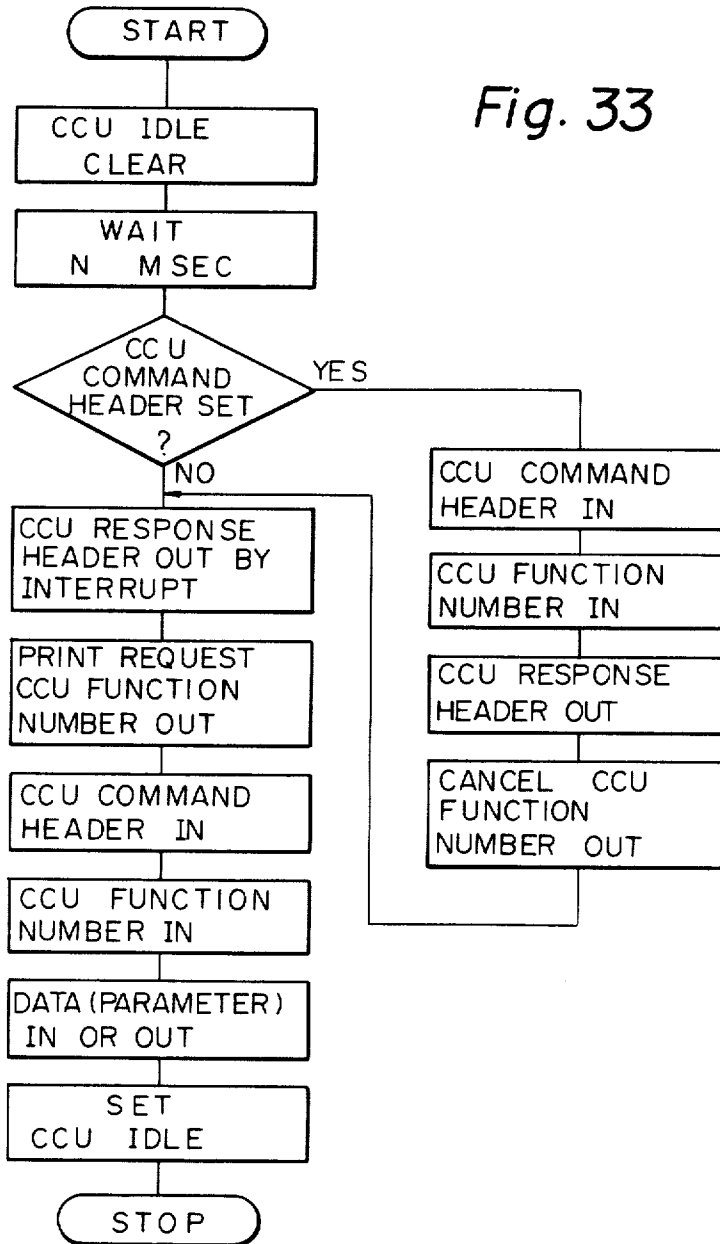 START
Fig. 33
CCU IDLE
CLEAR
WAIT
N MSEC
CCU
COMMAND
HEADER SET
?
YES
NO
CCU RESPONSE
HEADER OUT BY
INTERRUPT
PRINT REQUEST
CCU FUNCTION
NUMBER OUT
CCU COMMAND
HEADER IN
CCU FUNCTION
NUMBER IN
DATA (PARAMETER)
IN OR OUT
SET
CCU IDLE
STOP
CCU COMMAND
HEADER IN
CCU FUNCTION
NUMBER IN
CCU RESPONSE
HEADER OUT
CANCEL CCU
FUNCTION
NUMBER OUT